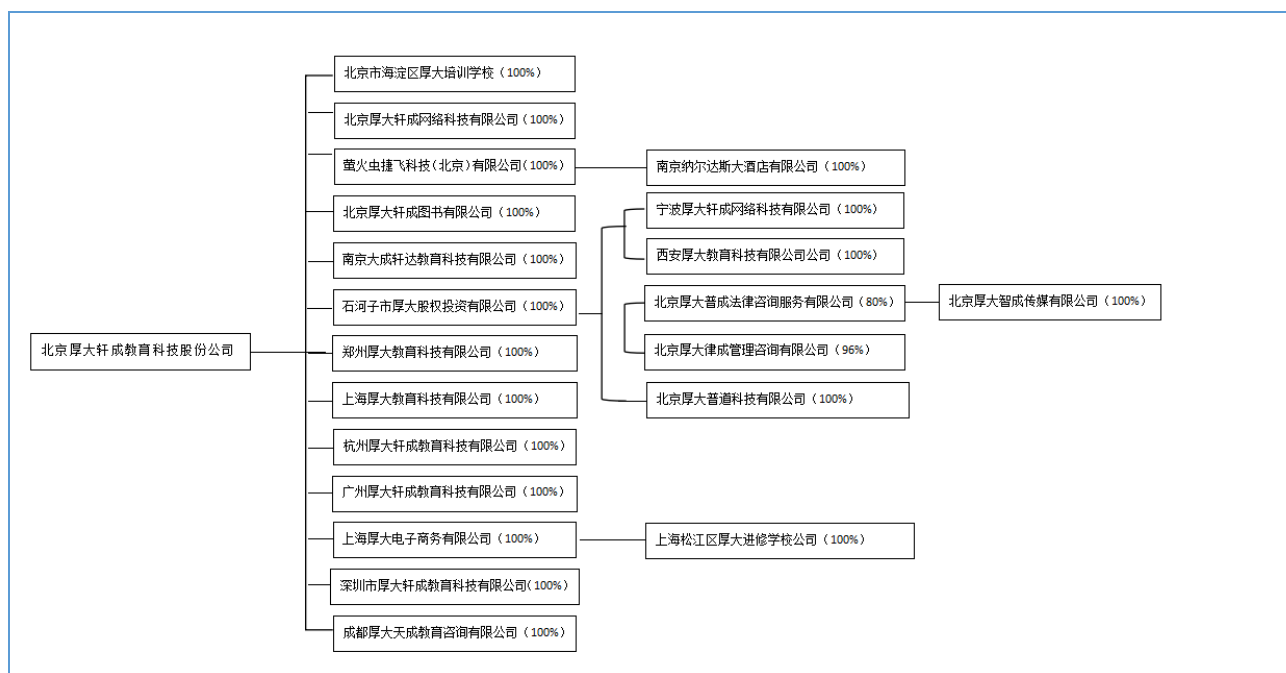 北京市海淀区厚大培训学校（100%）
北京厚大轩成网络科技有限公司（100%）
萤火虫捷飞科技（北京）有限公司（100%）
南京纳尔达斯大酒店有限公司（100%）
宁波厚大轩成网络科技有限公司（100%）
北京厚大轩成图书有限公司（100%）
南京大成轩达教育科技有限公司（100%）
西安厚大教育科技有限公司公司（100%）
石河子市厚大股权投资有限公司（100%）
北京厚大普成法律咨询服务有限公司（80%）
北京厚大智成传媒有限公司（100%）
北京厚大轩成教育科技股份公司
郑州厚大教育科技有限公司（100%）
北京厚大律成管理咨询有限公司（96%）
上海厚大教育科技有限公司（100%）
北京厚大普道科技有限公司（100%）
杭州厚大轩成教育科技有限公司（100%）
广州厚大轩成教育科技有限公司（100%）
上海厚大电子商务有限公司（100%）
上海松江区厚大进修学校公司（100%）
深圳市厚大轩成教育科技有限公司（100%）
成都厚大天成教育咨询有限公司（100%）